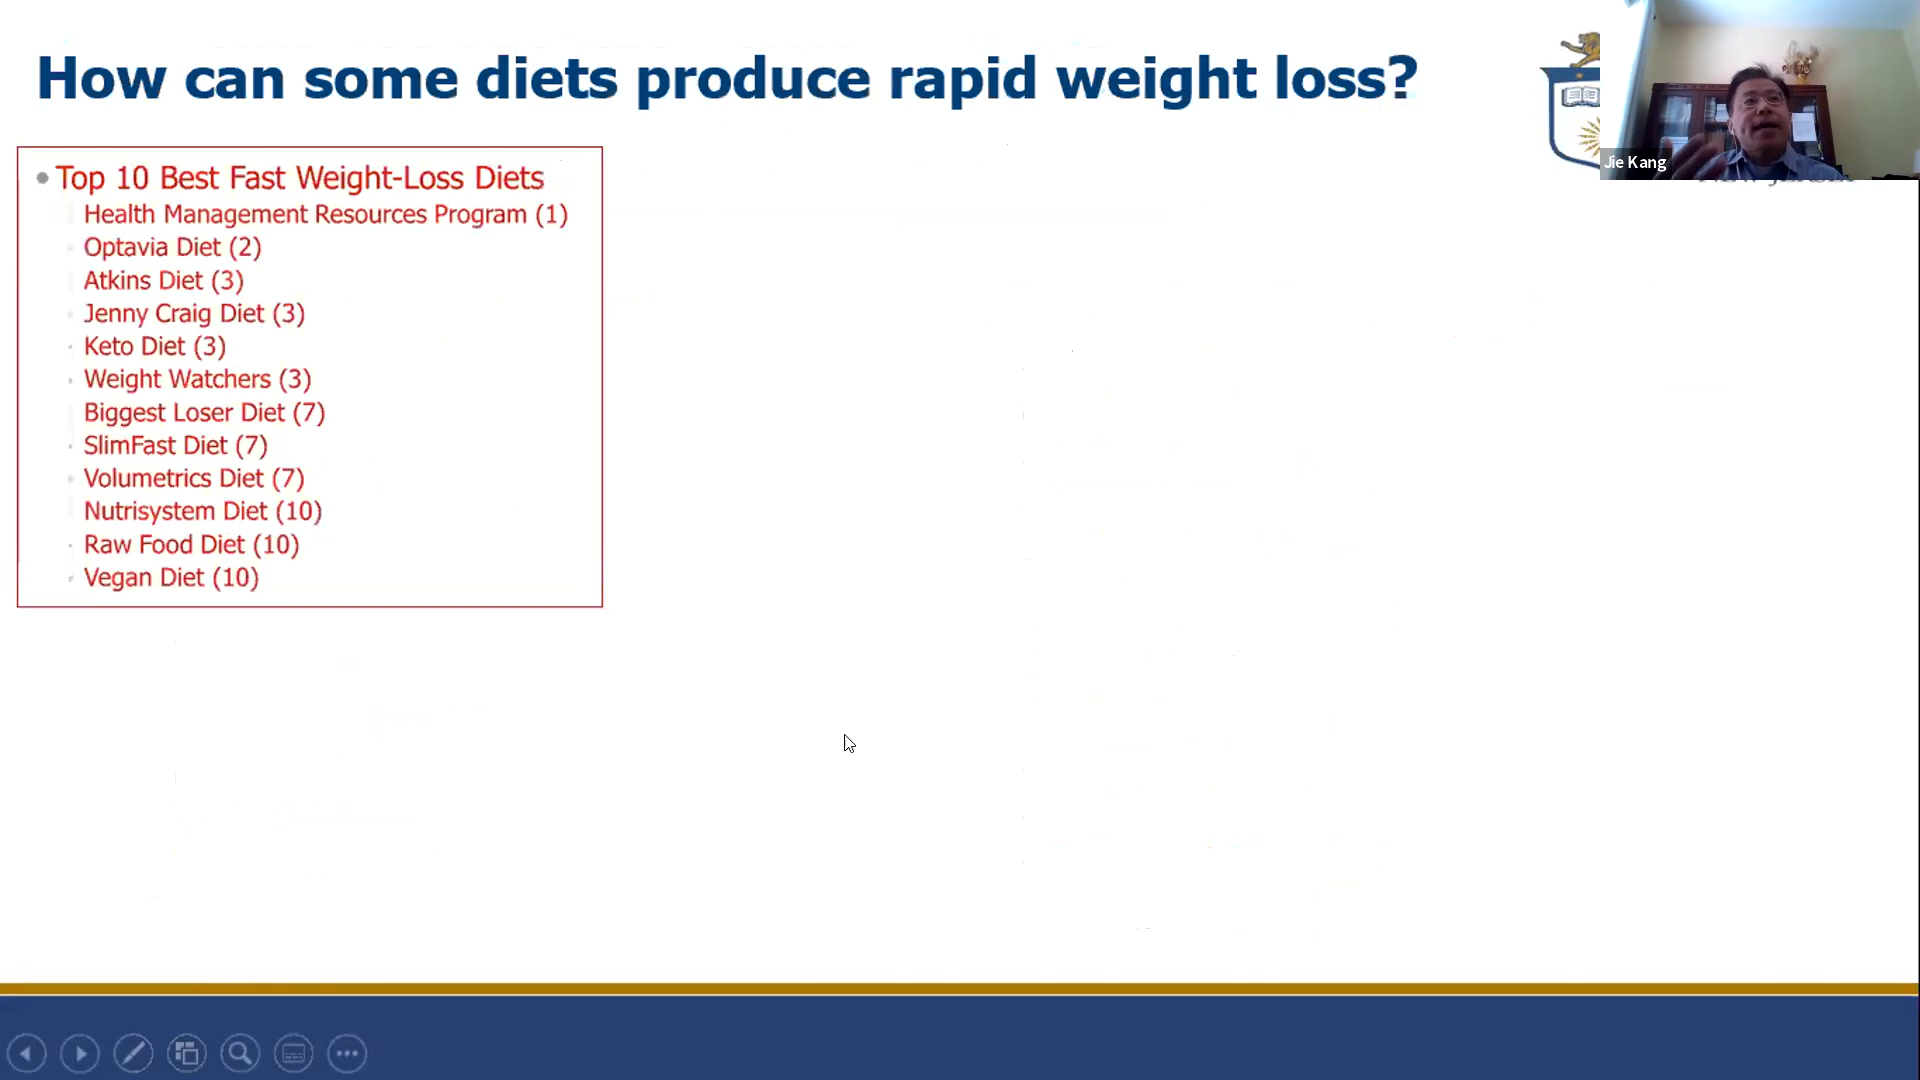 How can some diets produce rapid weight loss?
Jie Kang
Top 10 Best Fast Weight-Loss Diets
Health Management Resources Program (1)
Optavia Diet (2)
Atkins Diet (3)
Jenny Craig Diet (3)
Keto Diet (3)
Weight Watchers (3)
Biggest Loser Diet (7)
SlimFast Diet (7)
Volumetrics Diet (7)
Nutrisystem Diet (10)
Raw Food Diet (10)
Vegan Diet (10)